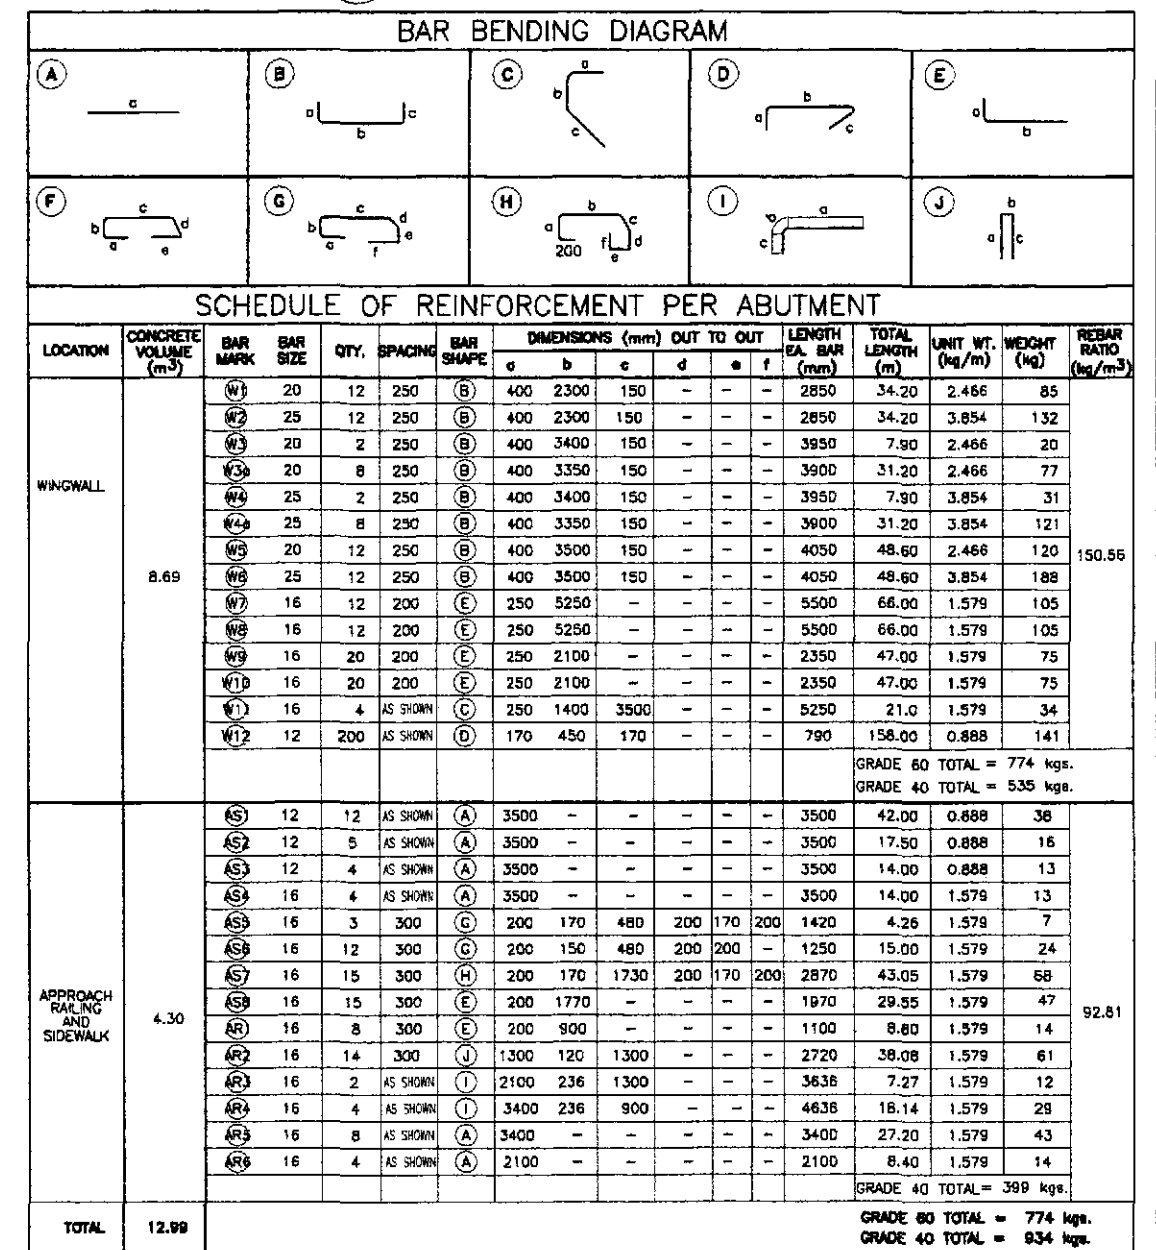 BAR BENDING DIAGRAM
A B C D E
a
a b c
a b c
a b c
a b
F G H I J
a b c d e
a b c d e f
a b c d e f 200
a b c
a b c
SCHEDULE OF REINFORCEMENT PER ABUTMENT
LOCATION CONCRETE VOLUME (m3) BAR MARK BAR SIZE QTY. SPACING BAR SHAPE DIMENSIONS (mm) OUT TO OUT LENGTH EA. BAR (mm) TOTAL LENGTH (m) UNIT WT. (kg/m) WEIGHT (kg) REBAR RATIO (kg/m3)
a b c d e f
W1 20 12 250 B 400 2300 150 - - - 2850 34.20 2.466 85
W2 25 12 250 B 400 2300 150 - - - 2850 34.20 3.854 132
W3 20 2 250 B 400 3400 150 - - - 3950 7.90 2.466 20
W3a 20 8 250 B 400 3350 150 - - - 3900 31.20 2.466 77
WINGWALL
W4 25 2 250 B 400 3400 150 - - - 3950 7.90 3.854 31
W4a 25 8 250 B 400 3350 150 - - - 3900 31.20 3.854 121
W5 20 12 250 B 400 3500 150 - - - 4050 48.60 2.466 120
150.56
8.69 W6 25 12 250 B 400 3500 150 - - - 4050 48.60 3.854 188
W7 16 12 200 E 250 5250 - - - - 5500 66.00 1.579 105
W8 16 12 200 E 250 5250 - - - - 5500 66.00 1.579 105
W9 16 20 200 E 250 2100 - - - - 2350 47.00 1.579 75
W10 16 20 200 E 250 2100 - - - - 2350 47.00 1.579 75
W11 16 4 AS SHOWN C 250 1400 3500 - - - 5250 21.0 1.579 34
W12 12 200 AS SHOWN D 170 450 170 - - - 790 158.00 0.888 141
GRADE 60 TOTAL = 774 kgs.
GRADE 40 TOTAL = 535 kgs.
AS1 12 12 AS SHOWN A 3500 - - - - - 3500 42.00 0.888 38
AS2 12 5 AS SHOWN A 3500 - - - - - 3500 17.50 0.888 16
AS3 12 4 AS SHOWN A 3500 - - - - - 3500 14.00 0.888 13
AS4 16 4 AS SHOWN A 3500 - - - - - 3500 14.00 1.579 13
AS5 16 3 300 G 200 170 480 200 170 200 1420 4.26 1.579 7
AS6 16 12 300 G 200 150 480 200 200 - 1250 15.00 1.579 24
AS7 16 15 300 H 200 170 1730 200 170 200 2870 43.05 1.579 68
APPROACH RAILING AND SIDEWALK
AS8 16 15 300 E 200 1770 - - - - 1970 29.55 1.579 47
92.81
4.30 AR1 16 8 300 E 200 900 - - - - 1100 8.80 1.579 14
AR2 16 14 300 J 1300 120 1300 - - - 2720 38.08 1.579 61
AR3 16 2 AS SHOWN I 2100 236 1300 - - - 3636 7.27 1.579 12
AR4 16 4 AS SHOWN I 3400 236 900 - - - 4636 18.14 1.579 29
AR5 16 8 AS SHOWN A 3400 - - - - - 3400 27.20 1.579 43
AR6 16 4 AS SHOWN A 2100 - - - - - 2100 8.40 1.579 14
GRADE 40 TOTAL= 399 kgs.
TOTAL 12.99
GRADE 60 TOTAL = 774 kgs.
GRADE 40 TOTAL = 934 kgs.